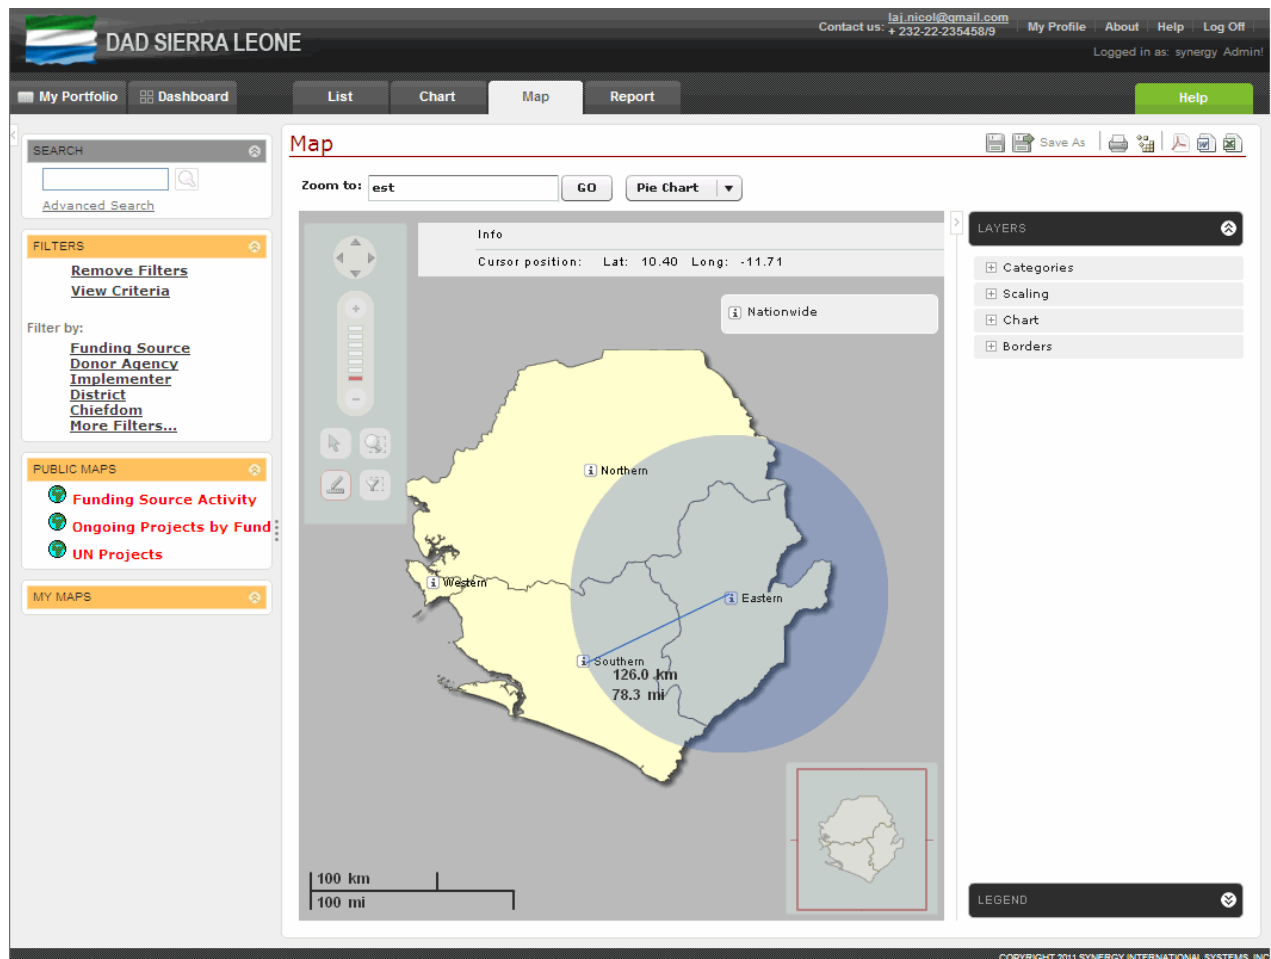 DAD SIERRA LEONE
Contact us: laj.nicol@gmail.com
+ 232-22-235458/9
My Profile About Help Log Off
Logged in as: synergy Admin!
My Portfolio Dashboard List Chart Map Report Help
SEARCH
Advanced Search
FILTERS
Remove Filters
View Criteria
Filter by:
Funding Source
Donor Agency
Implementer
District
Chiefdom
More Filters...
PUBLIC MAPS
Funding Source Activity
Ongoing Projects by Fund
UN Projects
MY MAPS
Map
Save As
Zoom to: est GO Pie Chart
Info
Cursor position: Lat: 10.40 Long: -11.71
Nationwide
Northern
Western
Eastern
Southern
126.0 km
78.3 mi
100 km
100 mi
LAYERS
Categories
Scaling
Chart
Borders
LEGEND
COPYRIGHT 2011 SYNERGY INTERNATIONAL SYSTEMS, INC